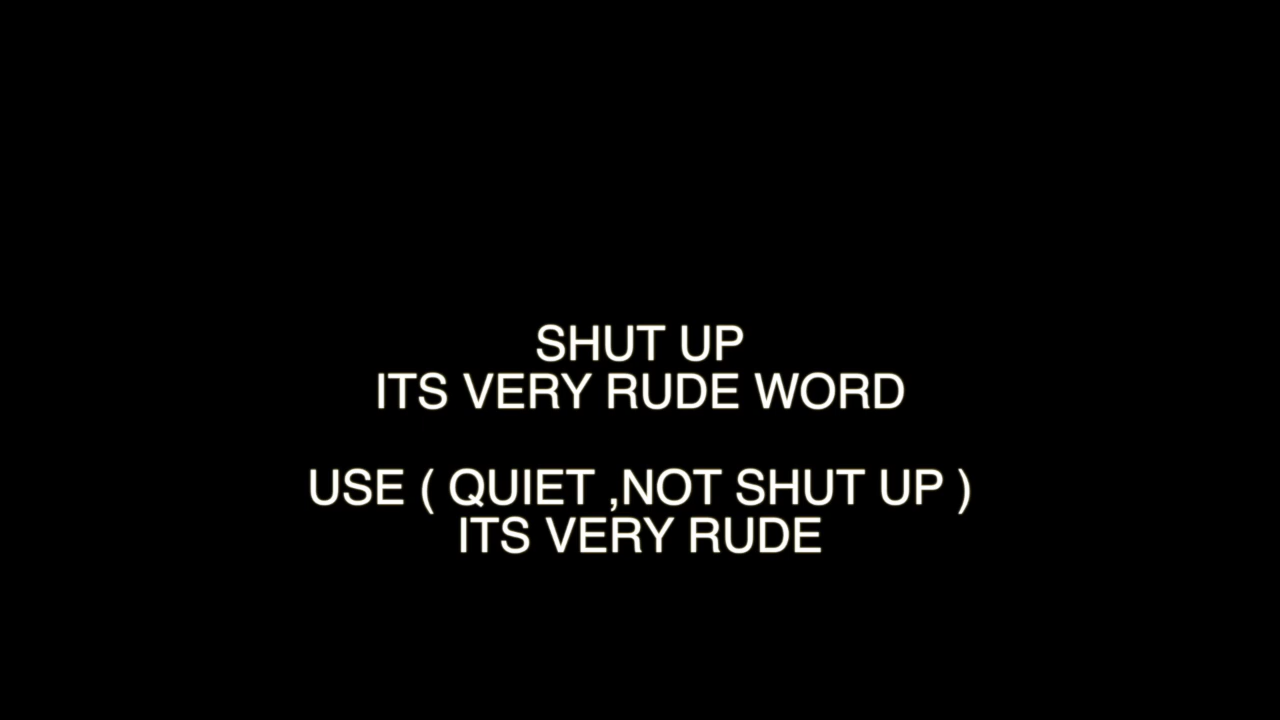 SHUT UP
ITS VERY RUDE WORD
USE ( QUIET ,NOT SHUT UP )
ITS VERY RUDE